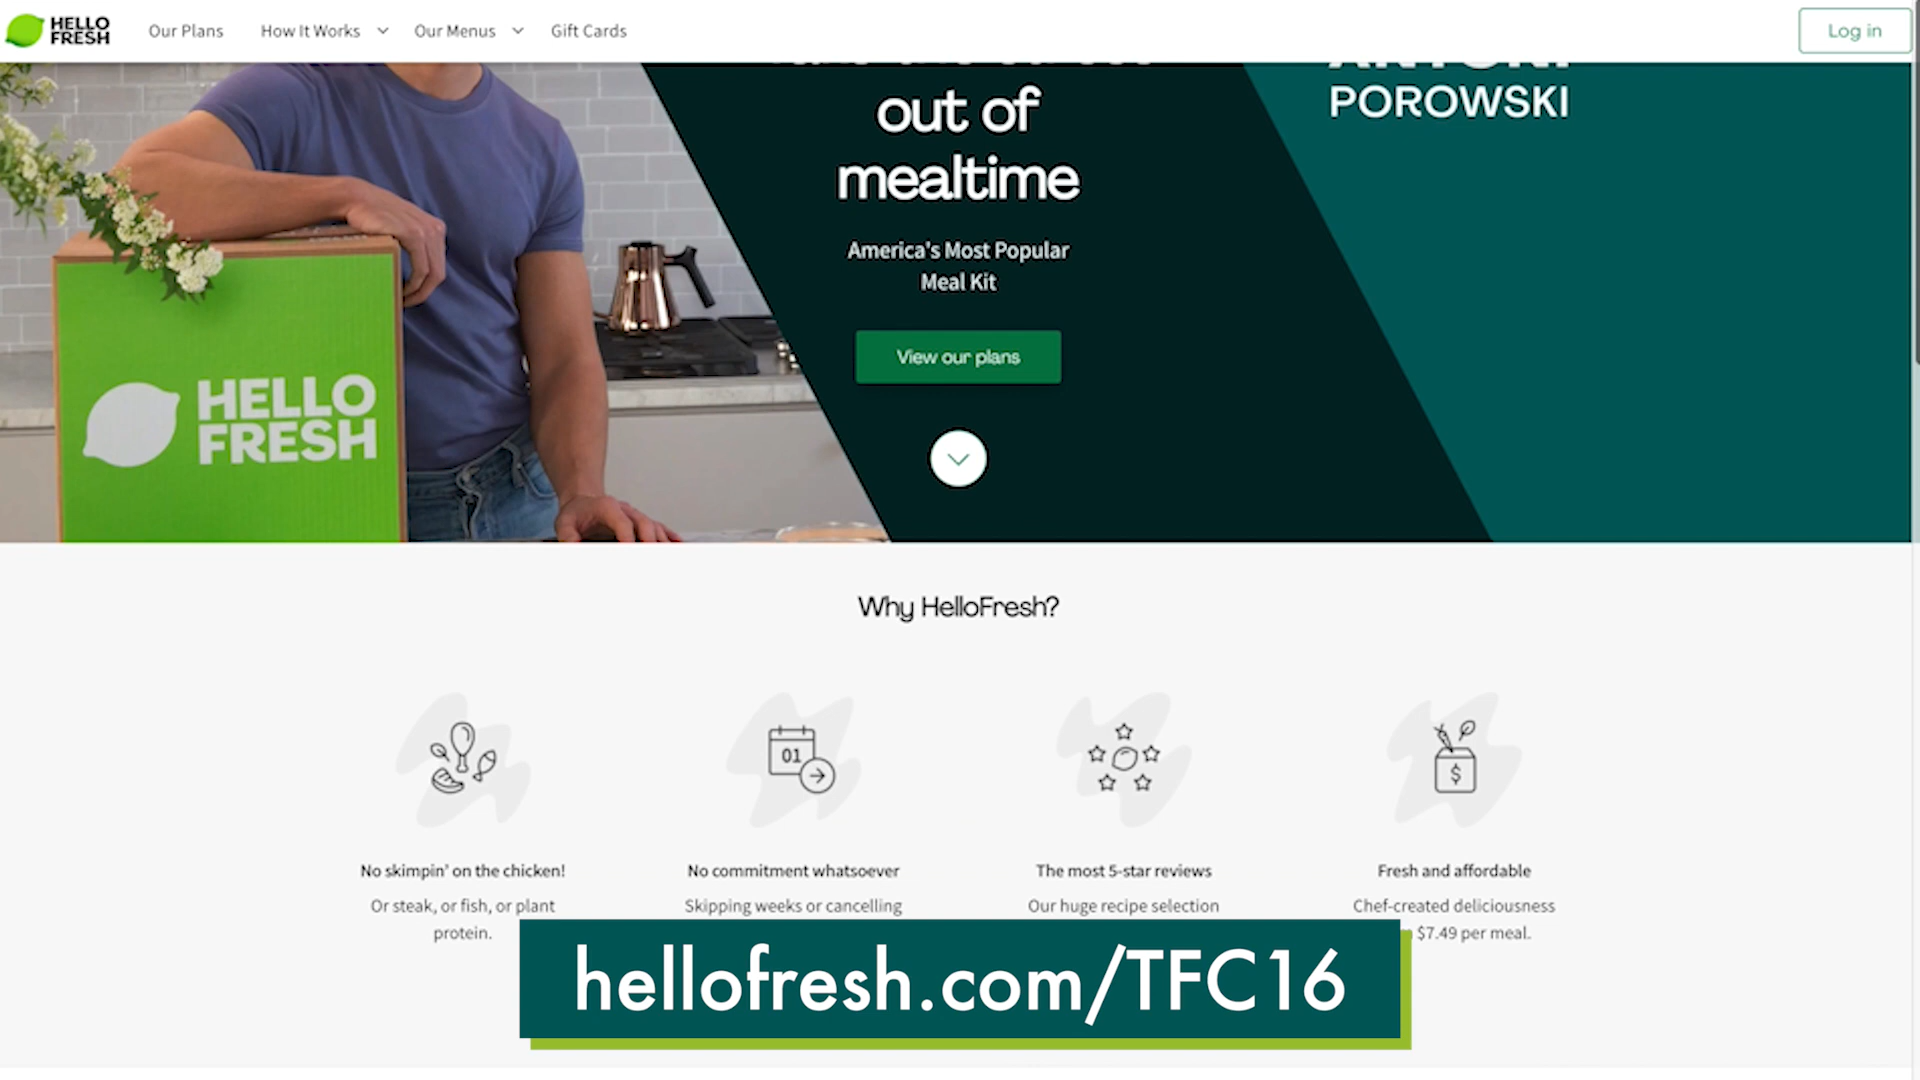 HELLO
FRESH
Our Plans
How It Works
Our Menus
Gift Cards
Log in
out of
mealtime
America's Most Popular
Meal Kit
View our plans
ANTONI
POROWSKI
HELLO
FRESH
Why HelloFresh?
01
$
No skimpin' on the chicken!
Or steak, or fish, or plant
protein.
No commitment whatsoever
Skipping weeks or cancelling
The most 5-star reviews
Our huge recipe selection
Fresh and affordable
Chef-created deliciousness
$7.49 per meal.
hellofresh.com/TFC16